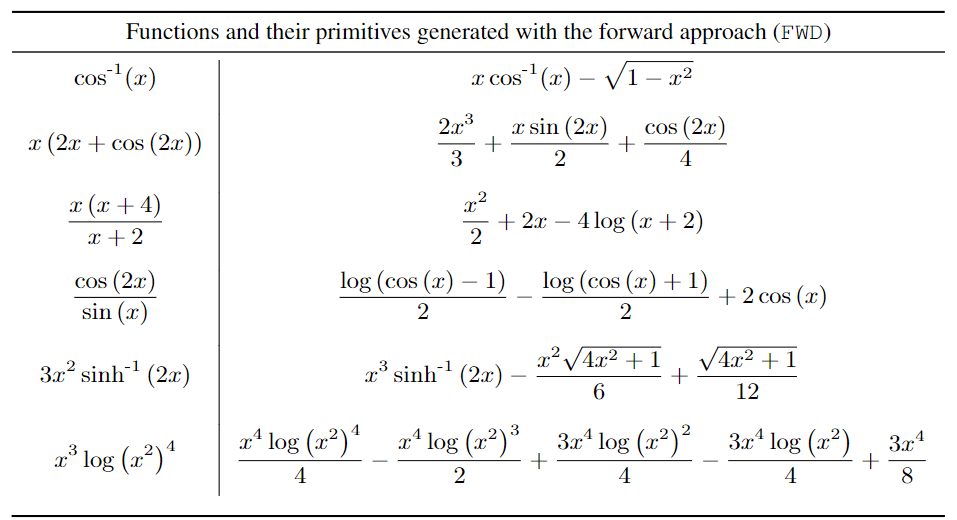 Functions and their primitives generated with the forward approach (FWD)
cos⁻¹(x) x cos⁻¹(x) − √(1 − x²)
x (2x + cos (2x)) 2x³/3 + x sin (2x)/2 + cos (2x)/4
x (x + 4)/(x + 2) x²/2 + 2x − 4 log (x + 2)
cos (2x)/sin (x) log (cos (x) − 1)/2 − log (cos (x) + 1)/2 + 2 cos (x)
3x² sinh⁻¹ (2x) x³ sinh⁻¹ (2x) − x²√(4x² + 1)/6 + √(4x² + 1)/12
x³ log (x²)⁴ x⁴ log (x²)⁴/4 − x⁴ log (x²)³/2 + 3x⁴ log (x²)²/4 − 3x⁴ log (x²)/4 + 3x⁴/8